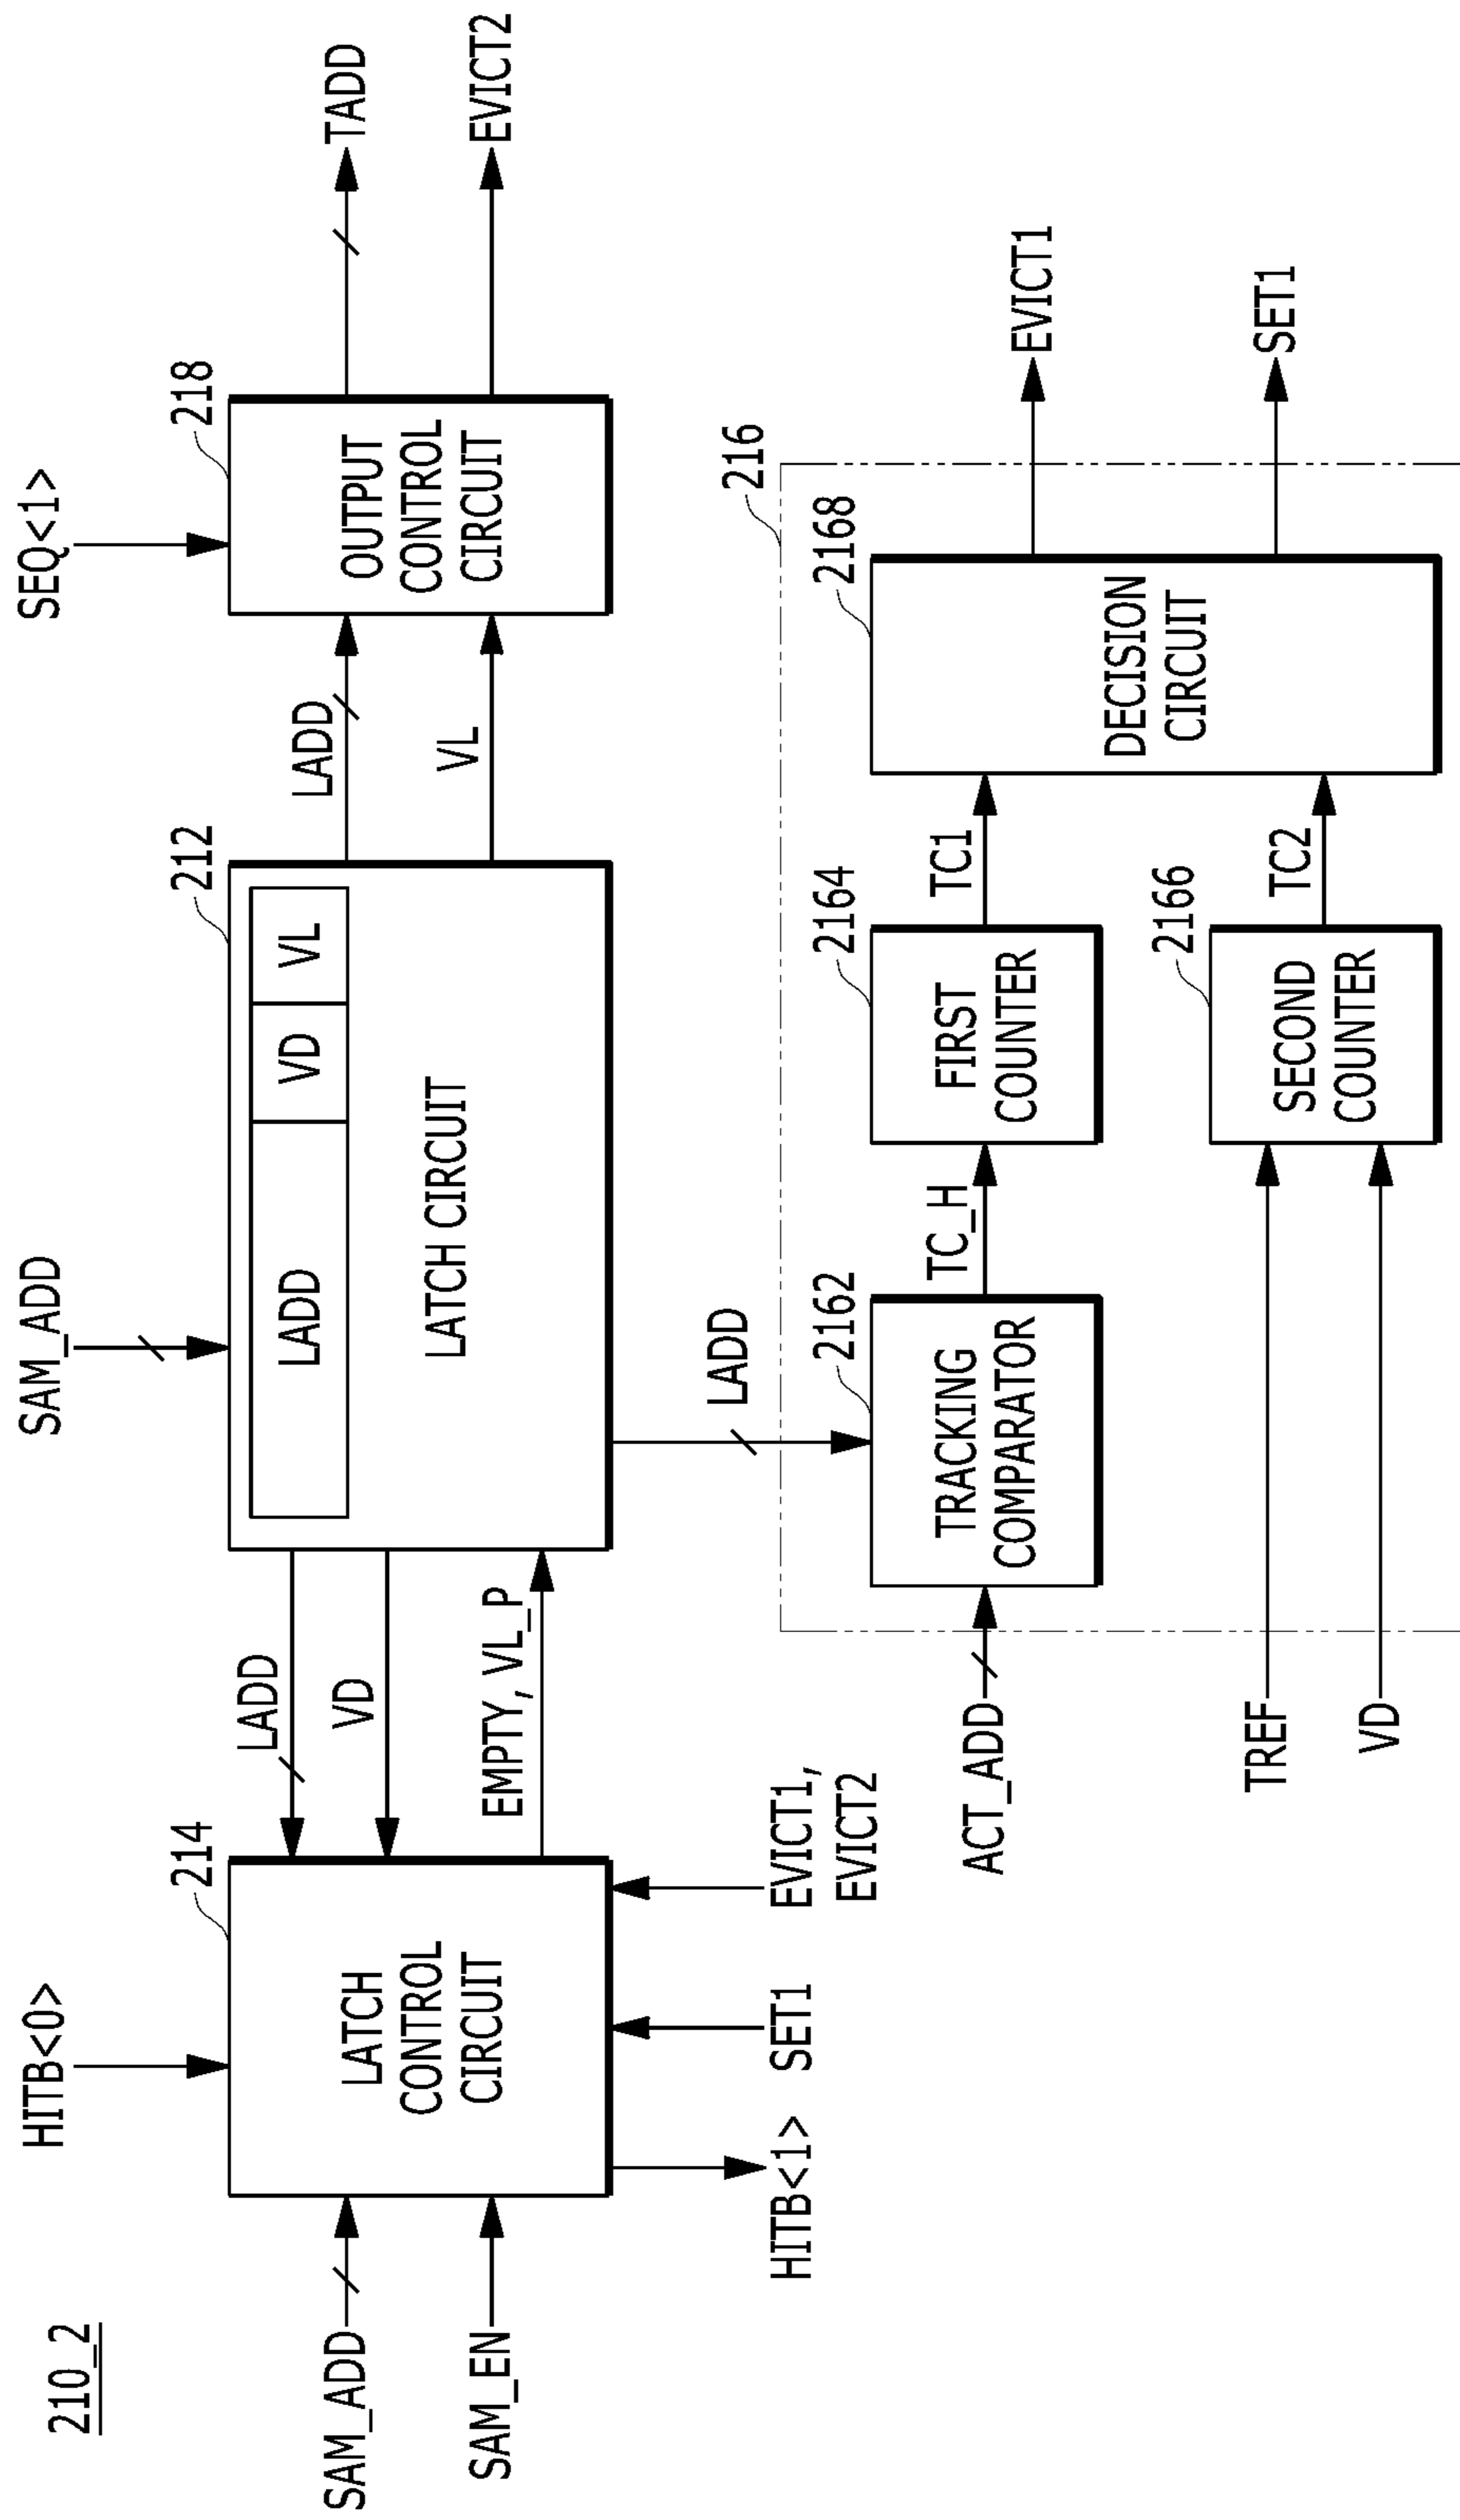 210_2
HITB<0>
SAM_ADD
SEQ<1>
214
212
218
SAM_ADD
SAM_EN
LATCH
CONTROL
CIRCUIT
LADD
VD
EMPTY, VL_P
LADD
VD
VL
LATCH CIRCUIT
LADD
VL
OUTPUT
CONTROL
CIRCUIT
TADD
EVICT2
HITB<1>
SET1
EVICT1,
EVICT2
LADD
216
2162
2164
2168
ACT_ADD
TRACKING
COMPARATOR
TC_H
FIRST
COUNTER
TC1
DECISION
CIRCUIT
EVICT1
2166
TREF
VD
SECOND
COUNTER
TC2
SET1